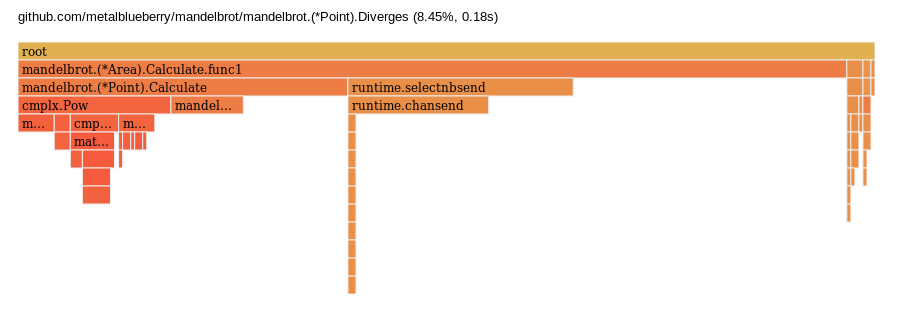 github.com/metalblueberry/mandelbrot/mandelbrot.(*Point).Diverges (8.45%, 0.18s)
root
mandelbrot.(*Area).Calculate.func1
mandelbrot.(*Point).Calculate runtime.selectnbsend
cmplx.Pow mandel... runtime.chansend
m... cmp... m...
mat...